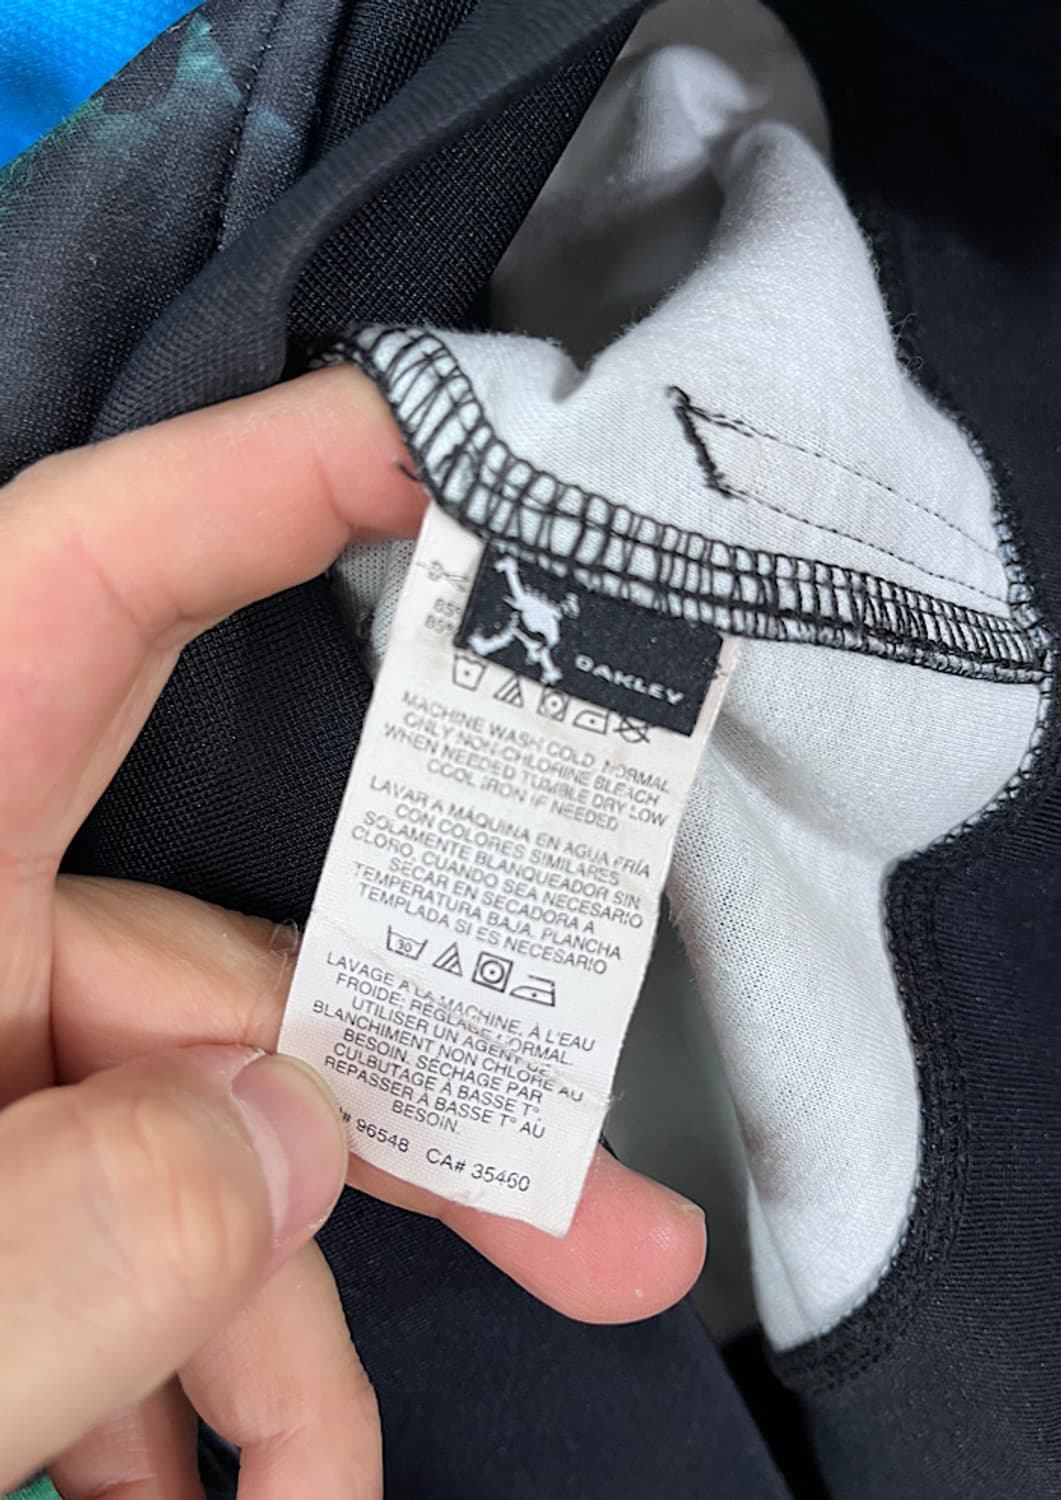 65%
85%
OAKLEY
MACHINE WASH COLD NORMAL
ONLY NON-CHLORINE BLEACH
WHEN NEEDED TUMBLE DRY LOW
COOL IRON IF NEEDED
LAVAR A MÁQUINA EN AGUA FRÍA
CON COLORES SIMILARES.
SOLAMENTE BLANQUEADOR SIN
CLORO, CUANDO SEA NECESARIO
SECAR EN SECADORA A
TEMPERATURA BAJA. PLANCHA
TEMPLADA SI ES NECESARIO
30
LAVAGE A LA MACHINE, À L'EAU
FROIDE: RÉGLAGE NORMAL.
UTILISER UN AGENT DE
BLANCHIMENT NON CHLORÉ AU
BESOIN. SÉCHAGE PAR
CULBUTAGE À BASSE T°.
REPASSER À BASSE T° AU
BESOIN.
# 96548 CA# 35460